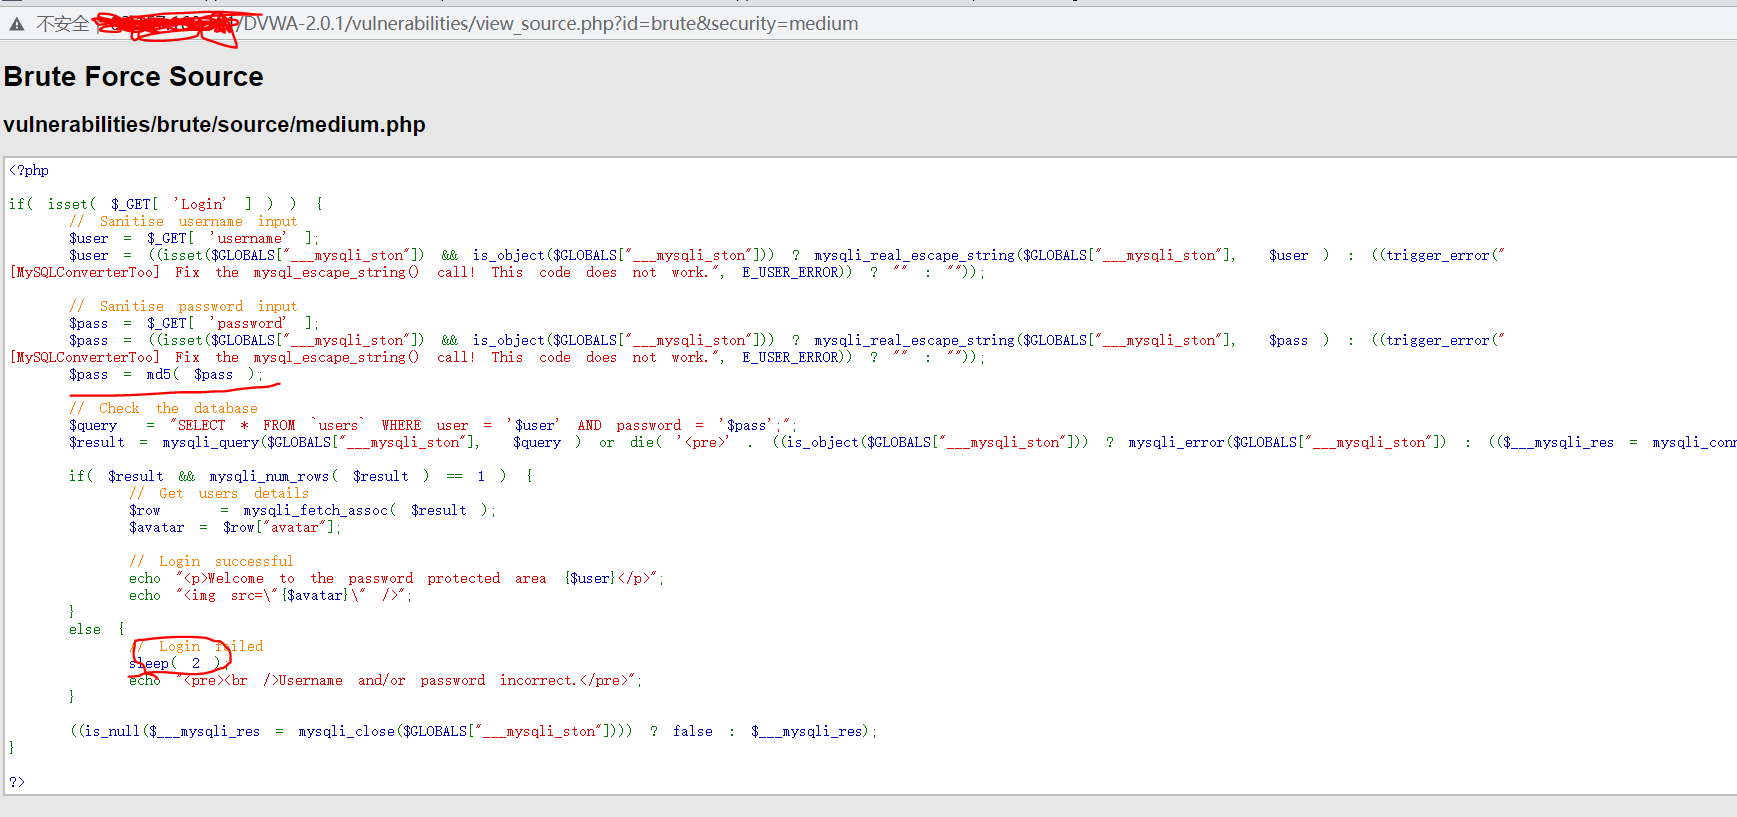 不安全 /DVWA-2.0.1/vulnerabilities/view_source.php?id=brute&security=medium
Brute Force Source
vulnerabilities/brute/source/medium.php
<?php
if( isset( $_GET[ 'Login' ] ) ) {
// Sanitise username input
$user = $_GET[ 'username' ];
$user = ((isset($GLOBALS["___mysqli_ston"]) && is_object($GLOBALS["___mysqli_ston"])) ? mysqli_real_escape_string($GLOBALS["___mysqli_ston"], $user ) : ((trigger_error("
[MySQLConverterToo] Fix the mysql_escape_string() call! This code does not work.", E_USER_ERROR)) ? "" : ""));
// Sanitise password input
$pass = $_GET[ 'password' ];
$pass = ((isset($GLOBALS["___mysqli_ston"]) && is_object($GLOBALS["___mysqli_ston"])) ? mysqli_real_escape_string($GLOBALS["___mysqli_ston"], $pass ) : ((trigger_error("
[MySQLConverterToo] Fix the mysql_escape_string() call! This code does not work.", E_USER_ERROR)) ? "" : ""));
$pass = md5( $pass );
// Check the database
$query = "SELECT * FROM `users` WHERE user = '$user' AND password = '$pass';";
$result = mysqli_query($GLOBALS["___mysqli_ston"], $query ) or die( '<pre>' . ((is_object($GLOBALS["___mysqli_ston"])) ? mysqli_error($GLOBALS["___mysqli_ston"]) : (($___mysqli_res = mysqli_conn
if( $result && mysqli_num_rows( $result ) == 1 ) {
// Get users details
$row = mysqli_fetch_assoc( $result );
$avatar = $row["avatar"];
// Login successful
echo "<p>Welcome to the password protected area {$user}</p>";
echo "<img src=\"{$avatar}\" />";
}
else {
// Login failed
sleep( 2 );
echo "<pre><br />Username and/or password incorrect.</pre>";
}
((is_null($___mysqli_res = mysqli_close($GLOBALS["___mysqli_ston"]))) ? false : $___mysqli_res);
}
?>